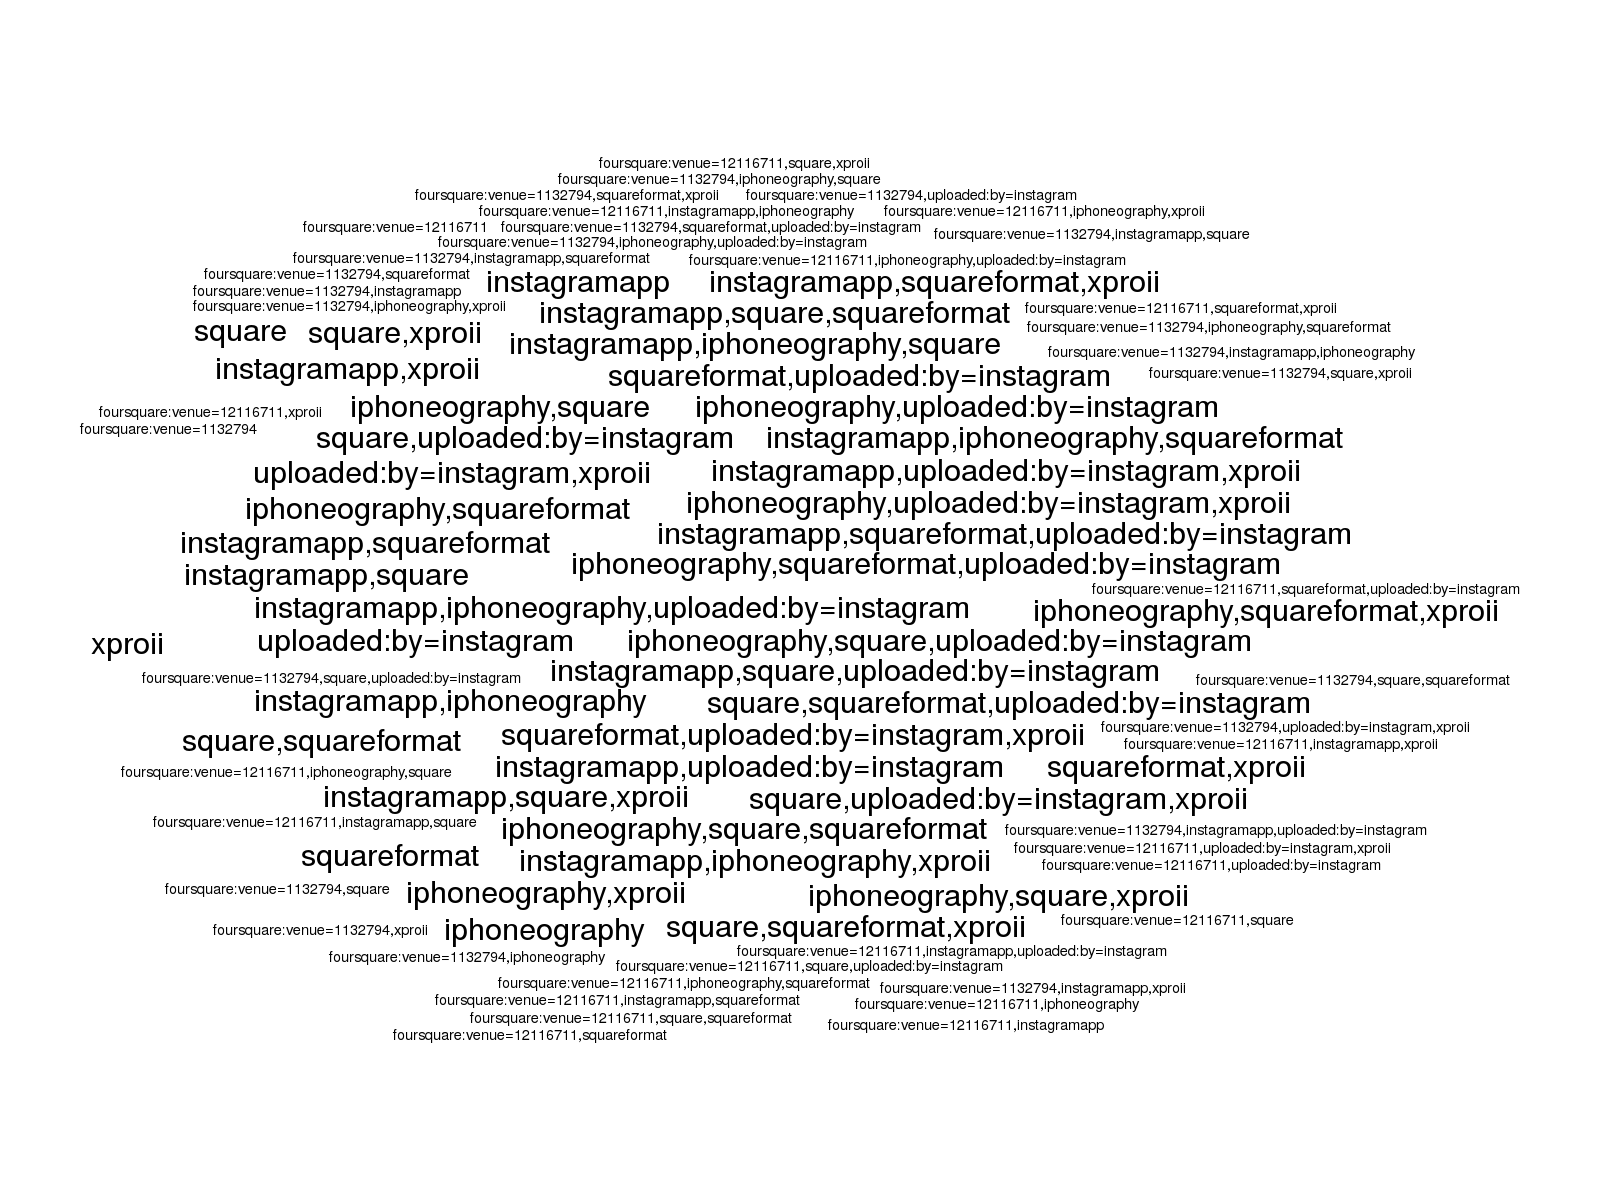 foursquare:venue=12116711,square,xproii
foursquare:venue=1132794,iphoneography,square
foursquare:venue=1132794,squareformat,xproii foursquare:venue=1132794,uploaded:by=instagram
foursquare:venue=12116711,instagramapp,iphoneography foursquare:venue=12116711,iphoneography,xproii
foursquare:venue=12116711 foursquare:venue=1132794,squareformat,uploaded:by=instagram
foursquare:venue=1132794,instagramapp,square
foursquare:venue=1132794,iphoneography,uploaded:by=instagram
foursquare:venue=1132794,instagramapp,squareformat foursquare:venue=12116711,iphoneography,uploaded:by=instagram
foursquare:venue=1132794,squareformat
instagramapp instagramapp,squareformat,xproii
foursquare:venue=1132794,instagramapp
foursquare:venue=1132794,iphoneography,xproii
instagramapp,square,squareformat foursquare:venue=12116711,squareformat,xproii
foursquare:venue=1132794,iphoneography,squareformat
square square,xproii
instagramapp,iphoneography,square foursquare:venue=1132794,instagramapp,iphoneography
instagramapp,xproii squareformat,uploaded:by=instagram foursquare:venue=1132794,square,xproii
foursquare:venue=12116711,xproii iphoneography,square iphoneography,uploaded:by=instagram
foursquare:venue=1132794
square,uploaded:by=instagram instagramapp,iphoneography,squareformat
uploaded:by=instagram,xproii instagramapp,uploaded:by=instagram,xproii
iphoneography,squareformat iphoneography,uploaded:by=instagram,xproii
instagramapp,squareformat instagramapp,squareformat,uploaded:by=instagram
instagramapp,square iphoneography,squareformat,uploaded:by=instagram
foursquare:venue=12116711,squareformat,uploaded:by=instagram
instagramapp,iphoneography,uploaded:by=instagram iphoneography,squareformat,xproii
xproii uploaded:by=instagram iphoneography,square,uploaded:by=instagram
foursquare:venue=1132794,square,uploaded:by=instagram instagramapp,square,uploaded:by=instagram foursquare:venue=1132794,square,squareformat
instagramapp,iphoneography square,squareformat,uploaded:by=instagram
square,squareformat squareformat,uploaded:by=instagram,xproii foursquare:venue=1132794,uploaded:by=instagram,xproii
foursquare:venue=12116711,instagramapp,xproii
foursquare:venue=12116711,iphoneography,square instagramapp,uploaded:by=instagram squareformat,xproii
instagramapp,square,xproii square,uploaded:by=instagram,xproii
foursquare:venue=12116711,instagramapp,square iphoneography,square,squareformat foursquare:venue=1132794,instagramapp,uploaded:by=instagram
foursquare:venue=12116711,uploaded:by=instagram,xproii
squareformat instagramapp,iphoneography,xproii foursquare:venue=12116711,uploaded:by=instagram
foursquare:venue=1132794,square iphoneography,xproii iphoneography,square,xproii
foursquare:venue=1132794,xproii iphoneography square,squareformat,xproii foursquare:venue=12116711,square
foursquare:venue=1132794,iphoneography foursquare:venue=12116711,instagramapp,uploaded:by=instagram
foursquare:venue=12116711,square,uploaded:by=instagram
foursquare:venue=12116711,iphoneography,squareformat foursquare:venue=1132794,instagramapp,xproii
foursquare:venue=12116711,instagramapp,squareformat foursquare:venue=12116711,iphoneography
foursquare:venue=12116711,square,squareformat foursquare:venue=12116711,instagramapp
foursquare:venue=12116711,squareformat